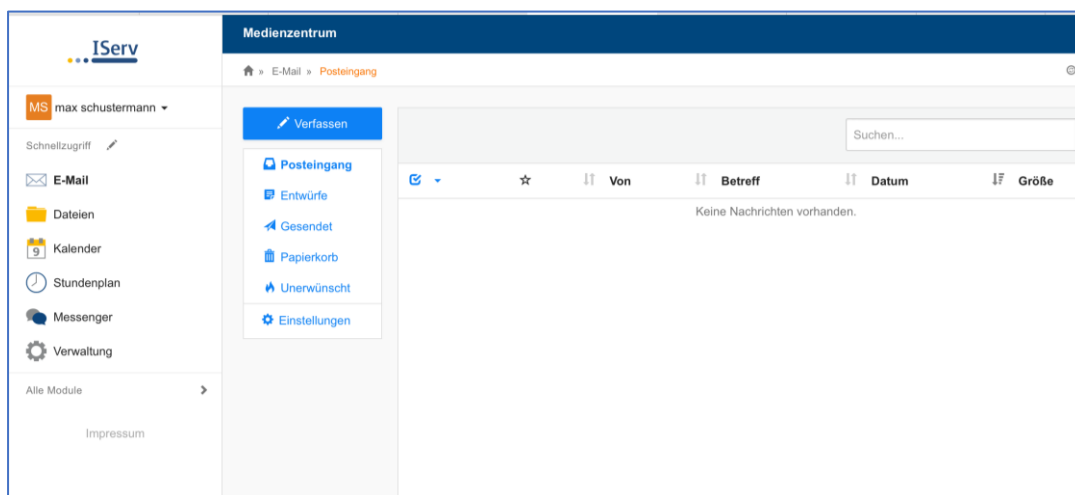 IServ
Medienzentrum
» E-Mail » Posteingang
MS max schustermann
Schnellzugriff
E-Mail
Dateien
9 Kalender
Stundenplan
Messenger
Verwaltung
Alle Module
Impressum
Verfassen
Posteingang
Entwürfe
Gesendet
Papierkorb
Unerwünscht
Einstellungen
Suchen...
Von Betreff Datum Größe
Keine Nachrichten vorhanden.